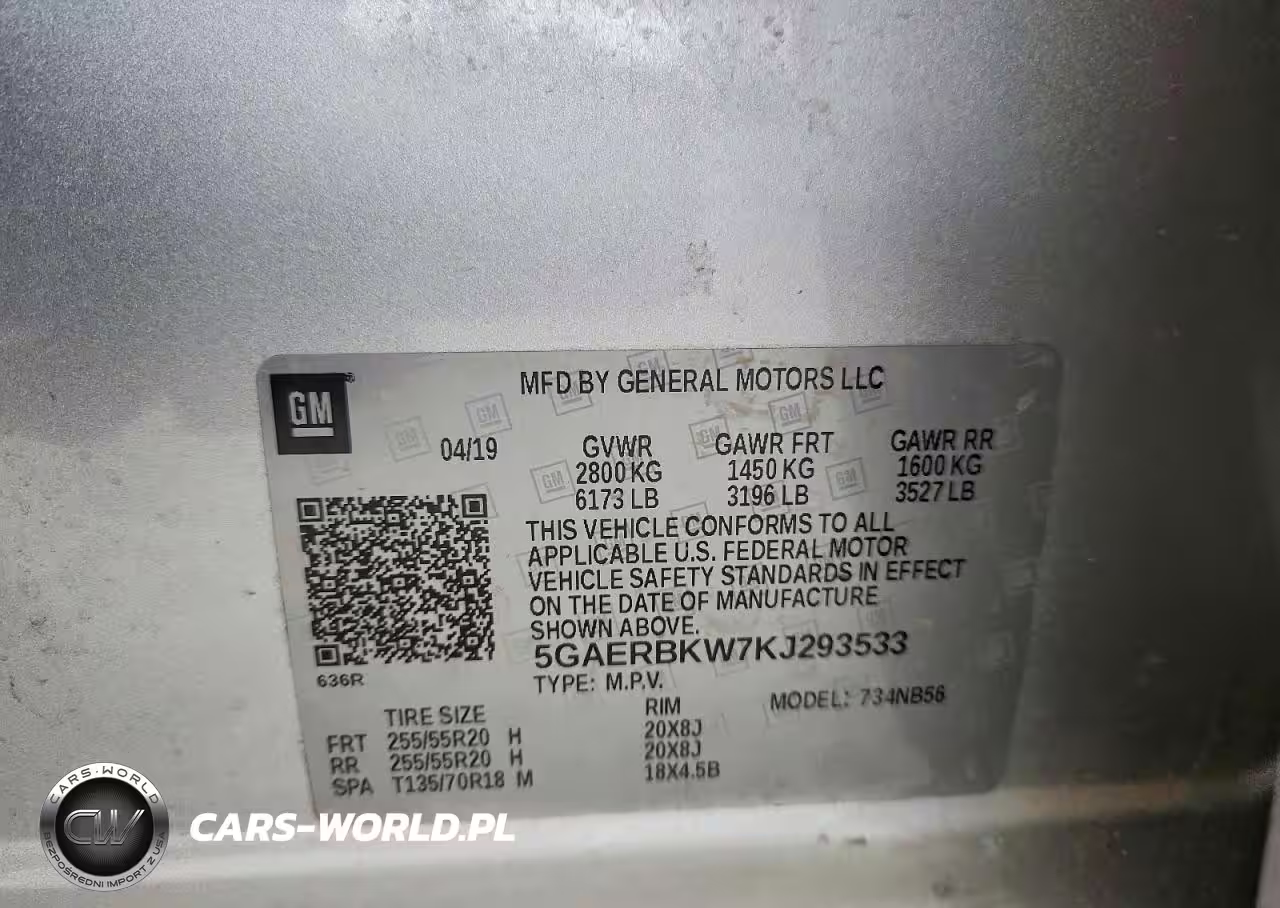 MFD BY GENERAL MOTORS LLC
GM
04/19
GVWR GAWR FRT GAWR RR
2800 KG 1450 KG 1600 KG
6173 LB 3196 LB 3527 LB
THIS VEHICLE CONFORMS TO ALL
APPLICABLE U.S. FEDERAL MOTOR
VEHICLE SAFETY STANDARDS IN EFFECT
ON THE DATE OF MANUFACTURE
SHOWN ABOVE.
5GAERBKW7KJ293533
636R
TYPE: M.P.V.
MODEL: 734NB56
TIRE SIZE RIM
FRT 255/55R20 H 20X8J
RR 255/55R20 H 20X8J
SPA T135/70R18 M 18X4.5B
CARS-WORLD
CW
BEZPOŚREDNI IMPORT Z USA
CARS-WORLD.PL